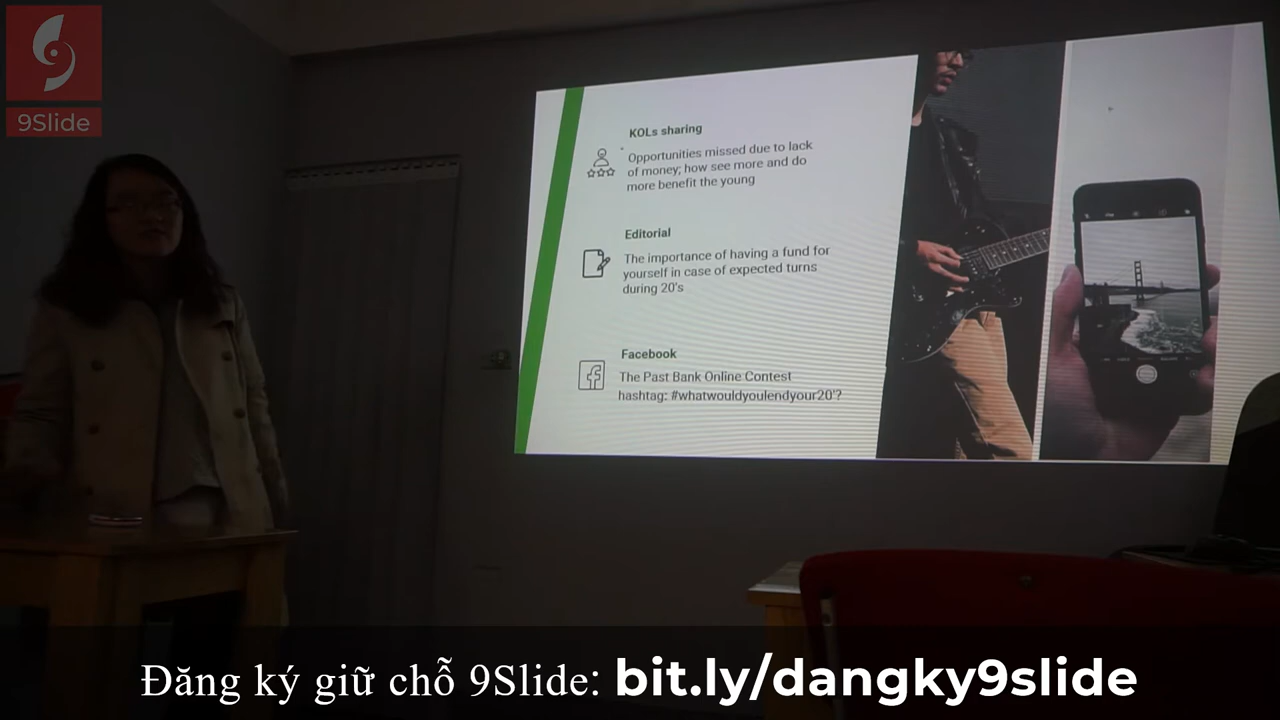 9Slide
KOLs sharing
Opportunities missed due to lack
of money; how see more and do
more benefit the young
Editorial
The importance of having a fund for
yourself in case of expected turns
during 20's
Facebook
The Past Bank Online Contest
hashtag: #whatwouldyoulendyour20'?
Đăng ký giữ chỗ 9Slide: bit.ly/dangky9slide